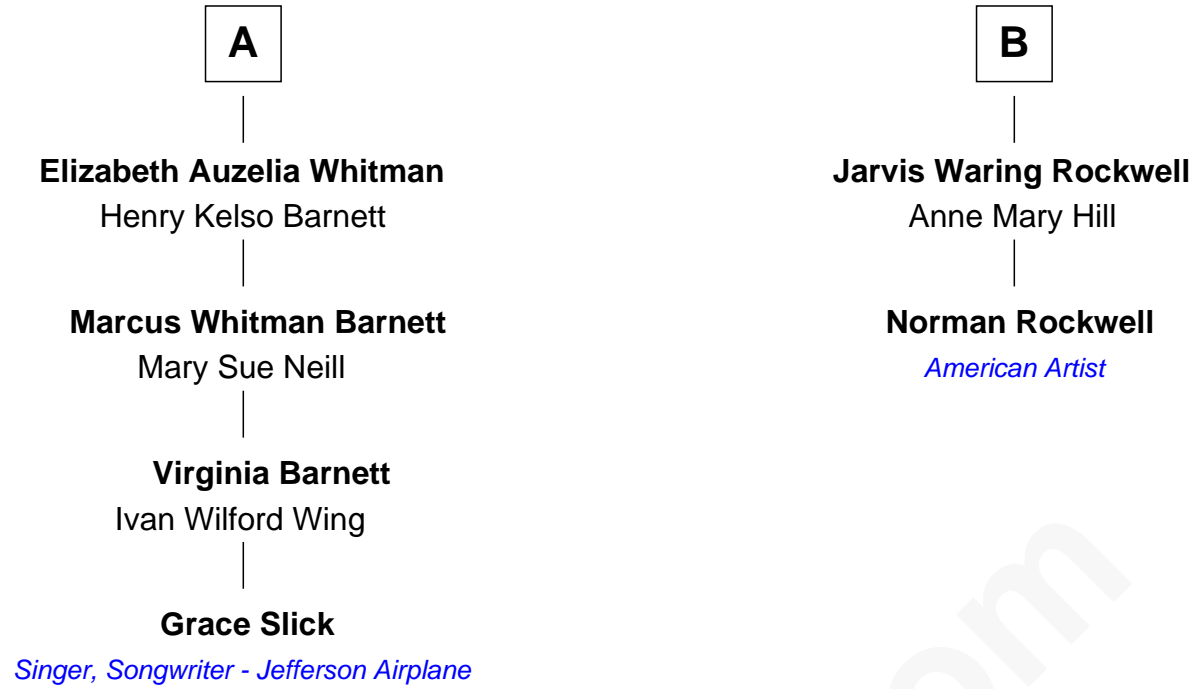 A
Elizabeth Auzelia Whitman
Henry Kelso Barnett
Marcus Whitman Barnett
Mary Sue Neill
Virginia Barnett
Ivan Wilford Wing
Grace Slick
Singer, Songwriter - Jefferson Airplane
B
Jarvis Waring Rockwell
Anne Mary Hill
Norman Rockwell
American Artist
om